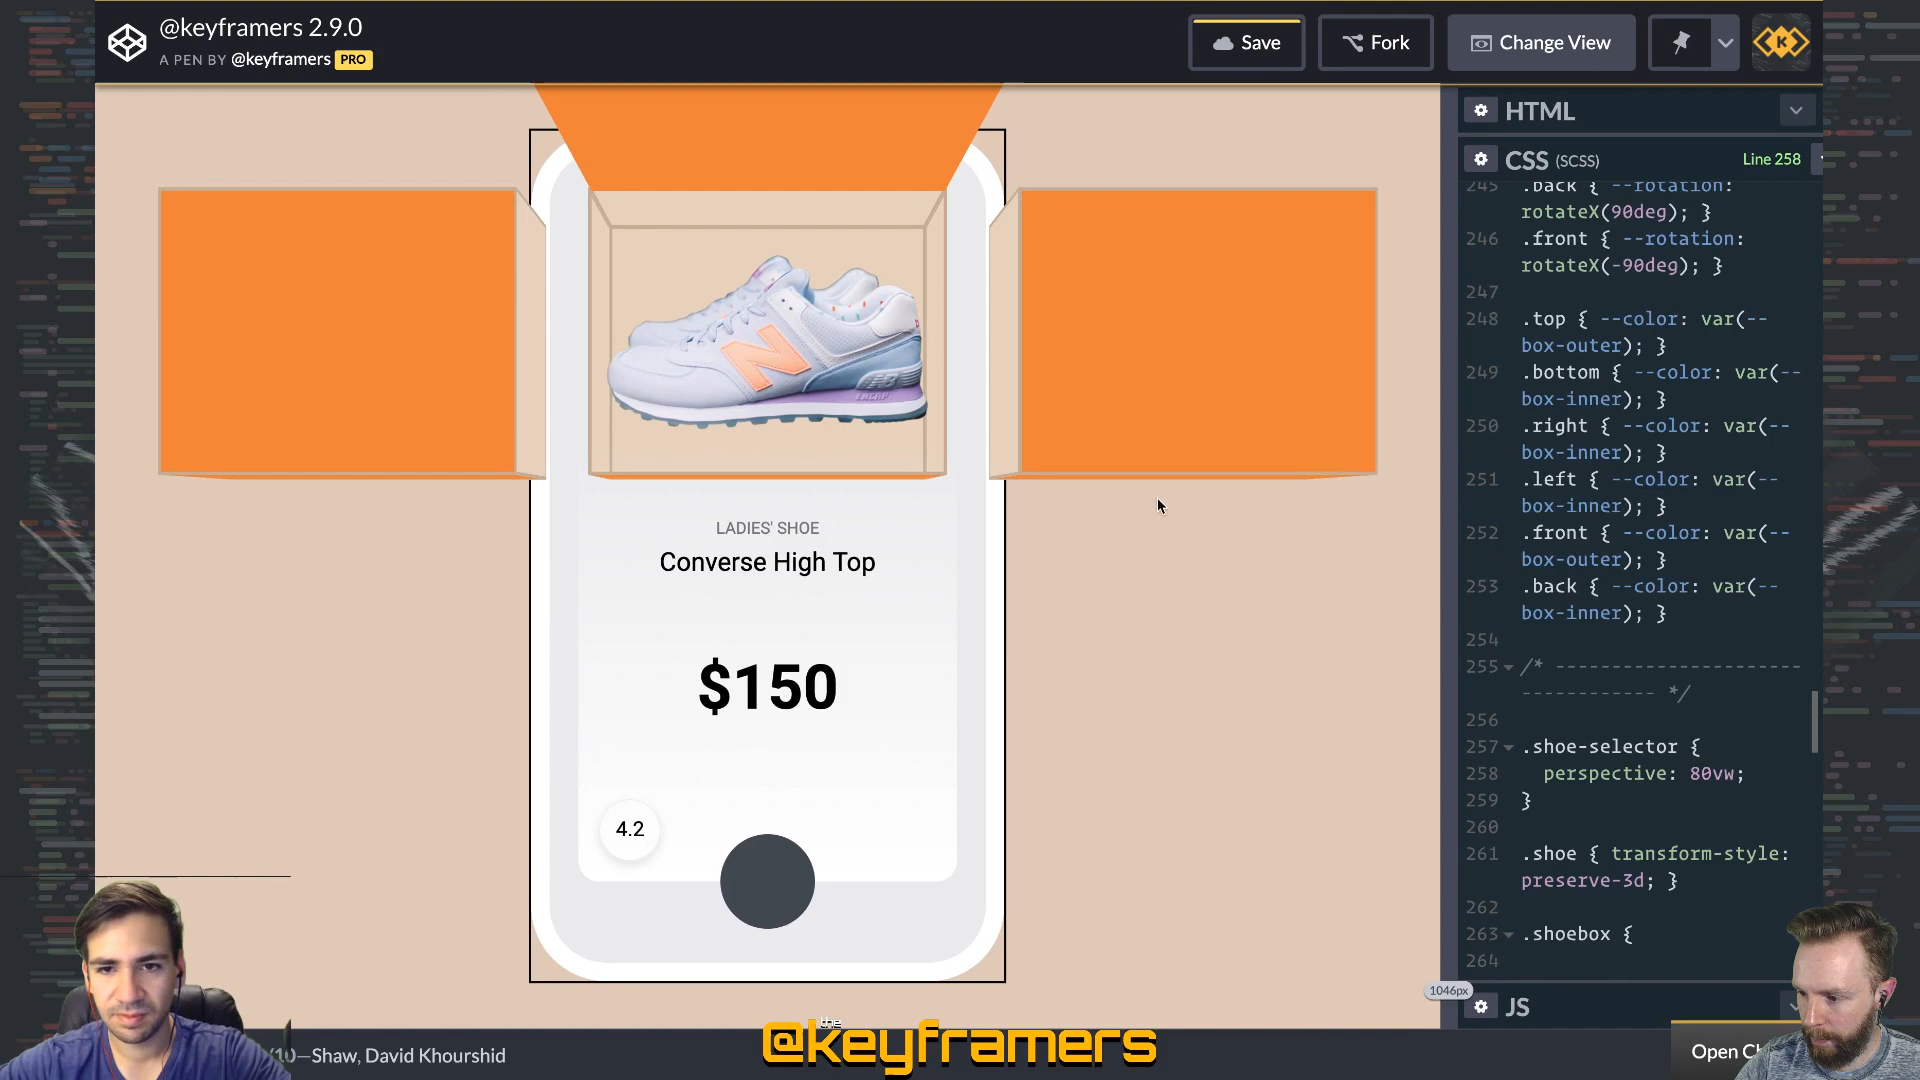 @keyframers 2.9.0
A PEN BY @keyframers PRO
Save
Fork
Change View
K
HTML
CSS (SCSS)
Line 258
245 .back { --rotation:
rotateX(90deg); }
246 .front { --rotation:
rotateX(-90deg); }
247
248 .top { --color: var(--
box-outer); }
249 .bottom { --color: var(--
box-inner); }
250 .right { --color: var(--
box-inner); }
251 .left { --color: var(--
box-inner); }
252 .front { --color: var(--
box-outer); }
253 .back { --color: var(--
box-inner); }
254
255 /* -----------------------
------------ */
256
257 .shoe-selector {
258 perspective: 80vw;
259 }
260
261 .shoe { transform-style:
preserve-3d; }
262
263 .shoebox {
264
1046px
JS
N
ENCAP
LADIES' SHOE
Converse High Top
$150
4.2
the
@keyframers
/10—Shaw, David Khourshid
Open